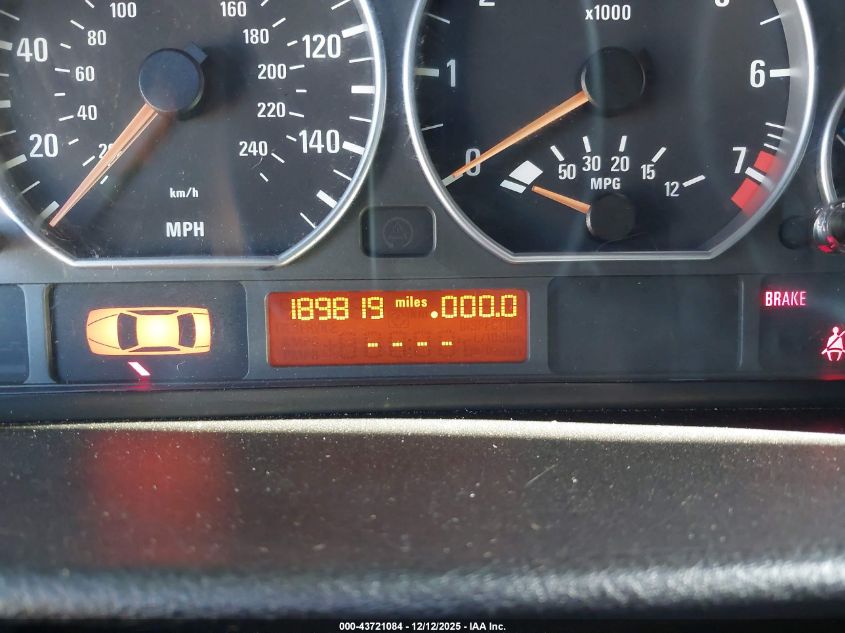 100 160
40 80 180 120
60 200
40 220
20 240 140
km/h
MPH
x1000
1 6
0 7
50 30 20 15 12
MPG
189819 miles .000.0
- - - -
BRAKE
000-43721084 - 12/12/2025 - IAA Inc.